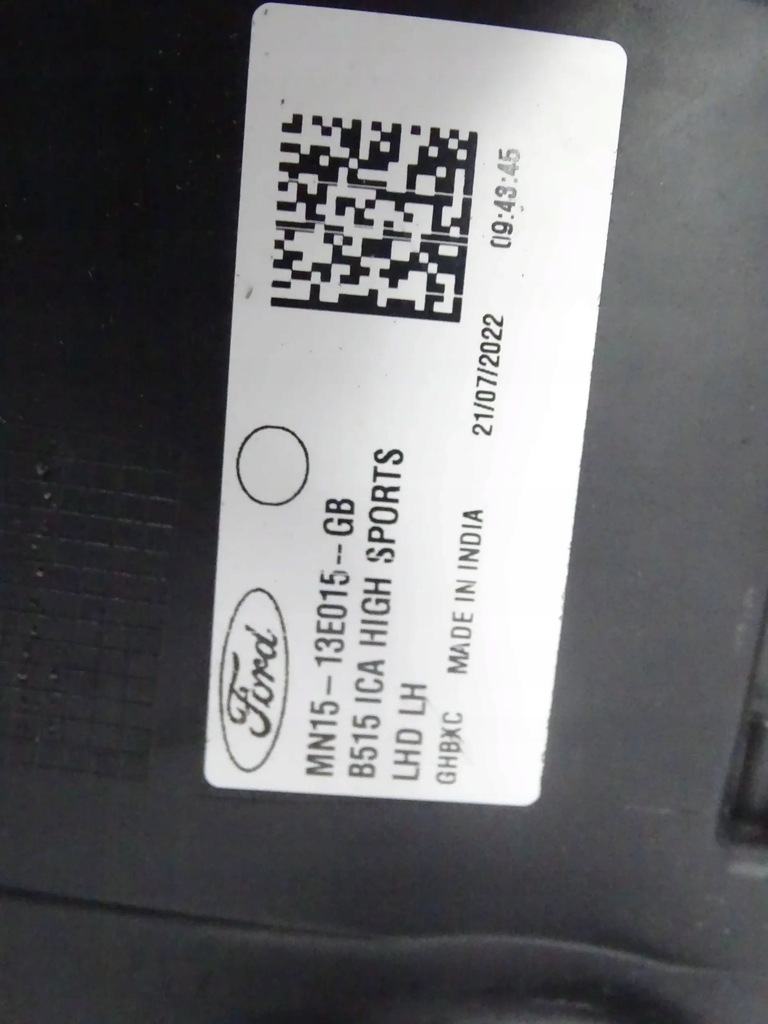 Ford
MN15-13E015--GB
B515 ICA HIGH SPORTS
LHD LH
GHBXC MADE IN INDIA 21/07/2022 09:43:45